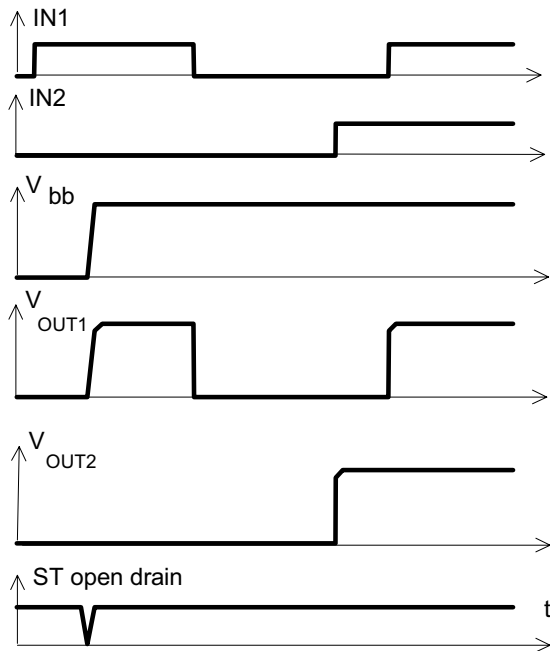 IN1
IN2
V bb
V OUT1
V OUT2
ST open drain
t